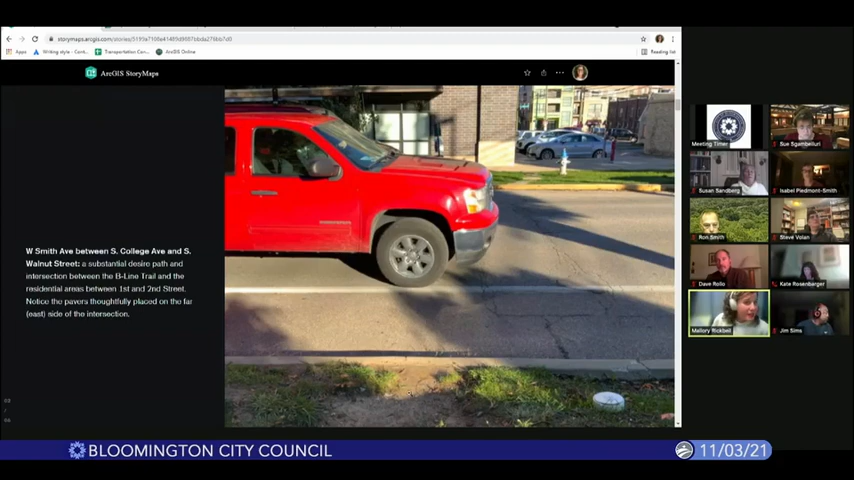 storymaps.arcgis.com/stories/
Apps
Writing style - Cont...
Transportation Can...
ArcGIS Online
Reading list
ArcGIS StoryMaps
W Smith Ave between S. College Ave and S.
Walnut Street: a substantial desire path and
intersection between the B-Line Trail and the
residential areas between 1st and 2nd Street.
Notice the pavers thoughtfully placed on the far
(east) side of the intersection.
Meeting Timer
Sue Sgambelluri
Susan Sandberg
Isabel Piedmont-Smith
Ron Smith
Steve Volan
Dave Rollo
Kate Rosenbarger
Mallory Rickbeil
Jim Sims
BLOOMINGTON CITY COUNCIL
11/03/21